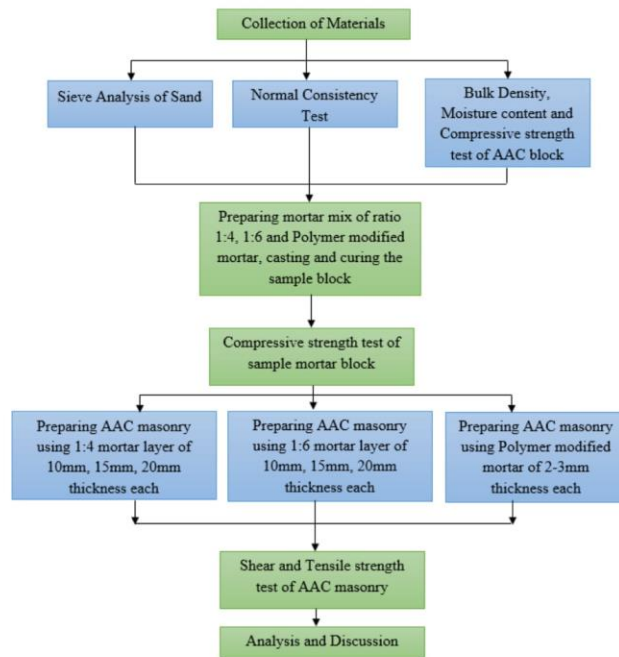 Collection of Materials
Sieve Analysis of Sand
Normal Consistency
Test
Bulk Density,
Moisture content and
Compressive strength
test of AAC block
Preparing mortar mix of ratio
1:4, 1:6 and Polymer modified
mortar, casting and curing the
sample block
Compressive strength test of
sample mortar block
Preparing AAC masonry
using 1:4 mortar layer of
10mm, 15mm, 20mm
thickness each
Preparing AAC masonry
using 1:6 mortar layer of
10mm, 15mm, 20mm
thickness each
Preparing AAC masonry
using Polymer modified
mortar of 2-3mm
thickness each
Shear and Tensile strength
test of AAC masonry
Analysis and Discussion